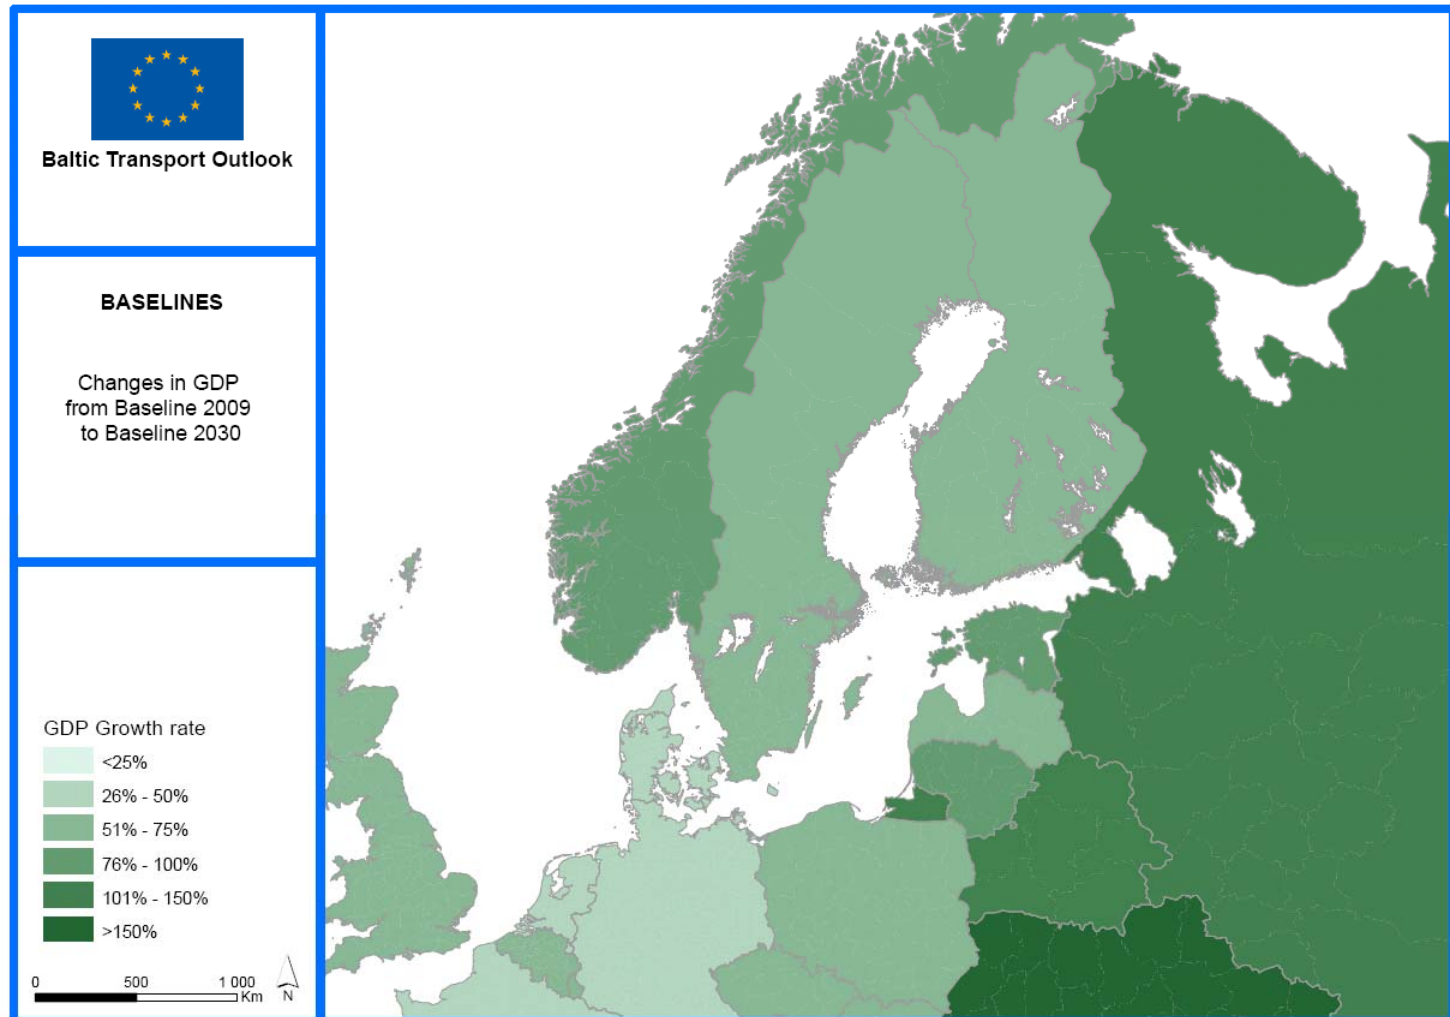 Baltic Transport Outlook
BASELINES
Changes in GDP
from Baseline 2009
to Baseline 2030
GDP Growth rate
<25%
26% - 50%
51% - 75%
76% - 100%
101% - 150%
>150%
0 500 1 000
Km
N